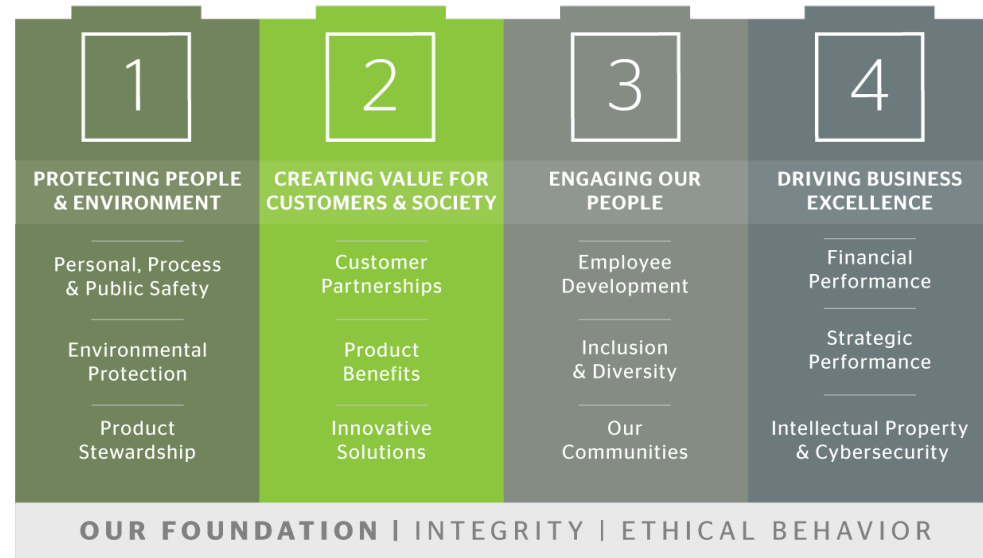 1
PROTECTING PEOPLE
& ENVIRONMENT
Personal, Process
& Public Safety
Environmental
Protection
Product
Stewardship
2
CREATING VALUE FOR
CUSTOMERS & SOCIETY
Customer
Partnerships
Product
Benefits
Innovative
Solutions
3
ENGAGING OUR
PEOPLE
Employee
Development
Inclusion
& Diversity
Our
Communities
4
DRIVING BUSINESS
EXCELLENCE
Financial
Performance
Strategic
Performance
Intellectual Property
& Cybersecurity
OUR FOUNDATION | INTEGRITY | ETHICAL BEHAVIOR